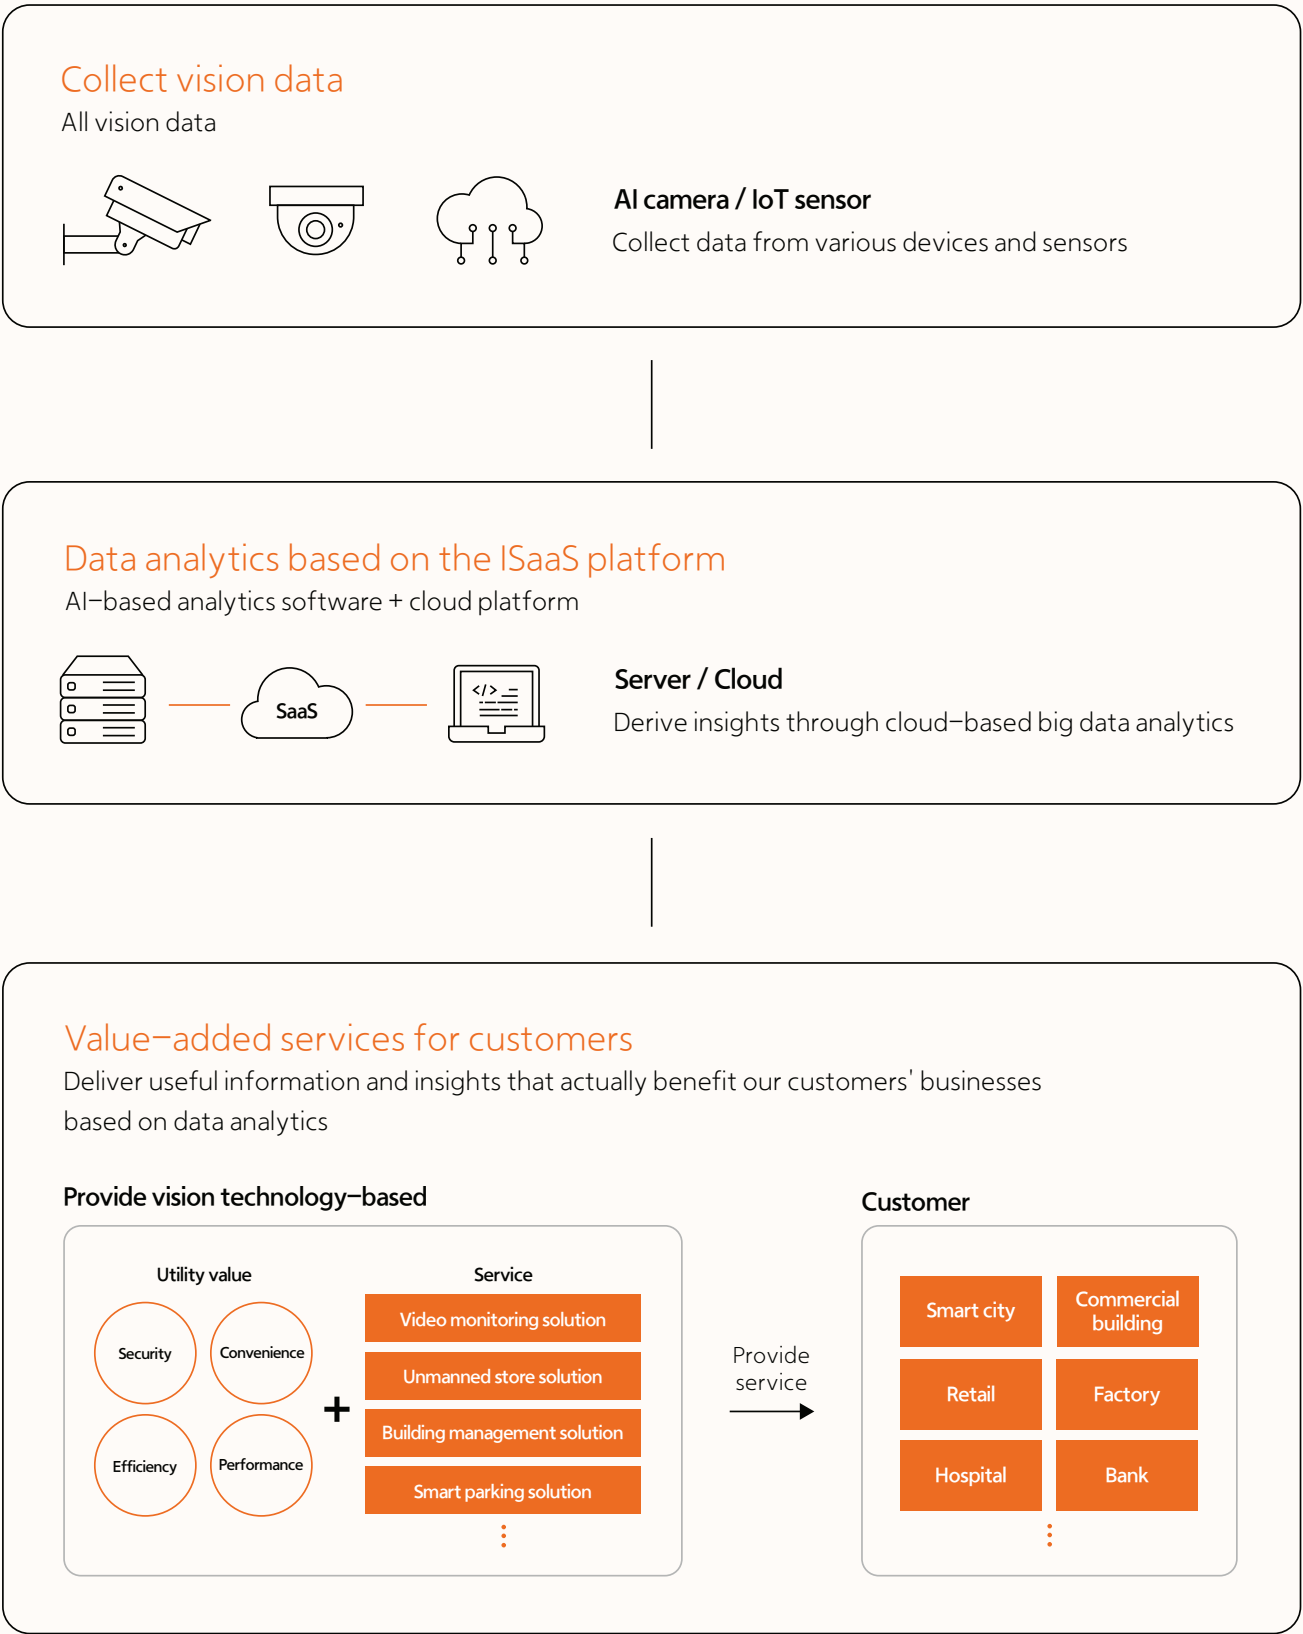 Collect vision data
All vision data
AI camera / IoT sensor
Collect data from various devices and sensors
Data analytics based on the ISaaS platform
AI-based analytics software + cloud platform
SaaS
</>
Server / Cloud
Derive insights through cloud-based big data analytics
Value-added services for customers
Deliver useful information and insights that actually benefit our customers' businesses
based on data analytics
Provide vision technology-based
Utility value
Security
Convenience
Efficiency
Performance
+
Service
Video monitoring solution
Unmanned store solution
Building management solution
Smart parking solution
Provide
service
Customer
Smart city
Commercial
building
Retail
Factory
Hospital
Bank